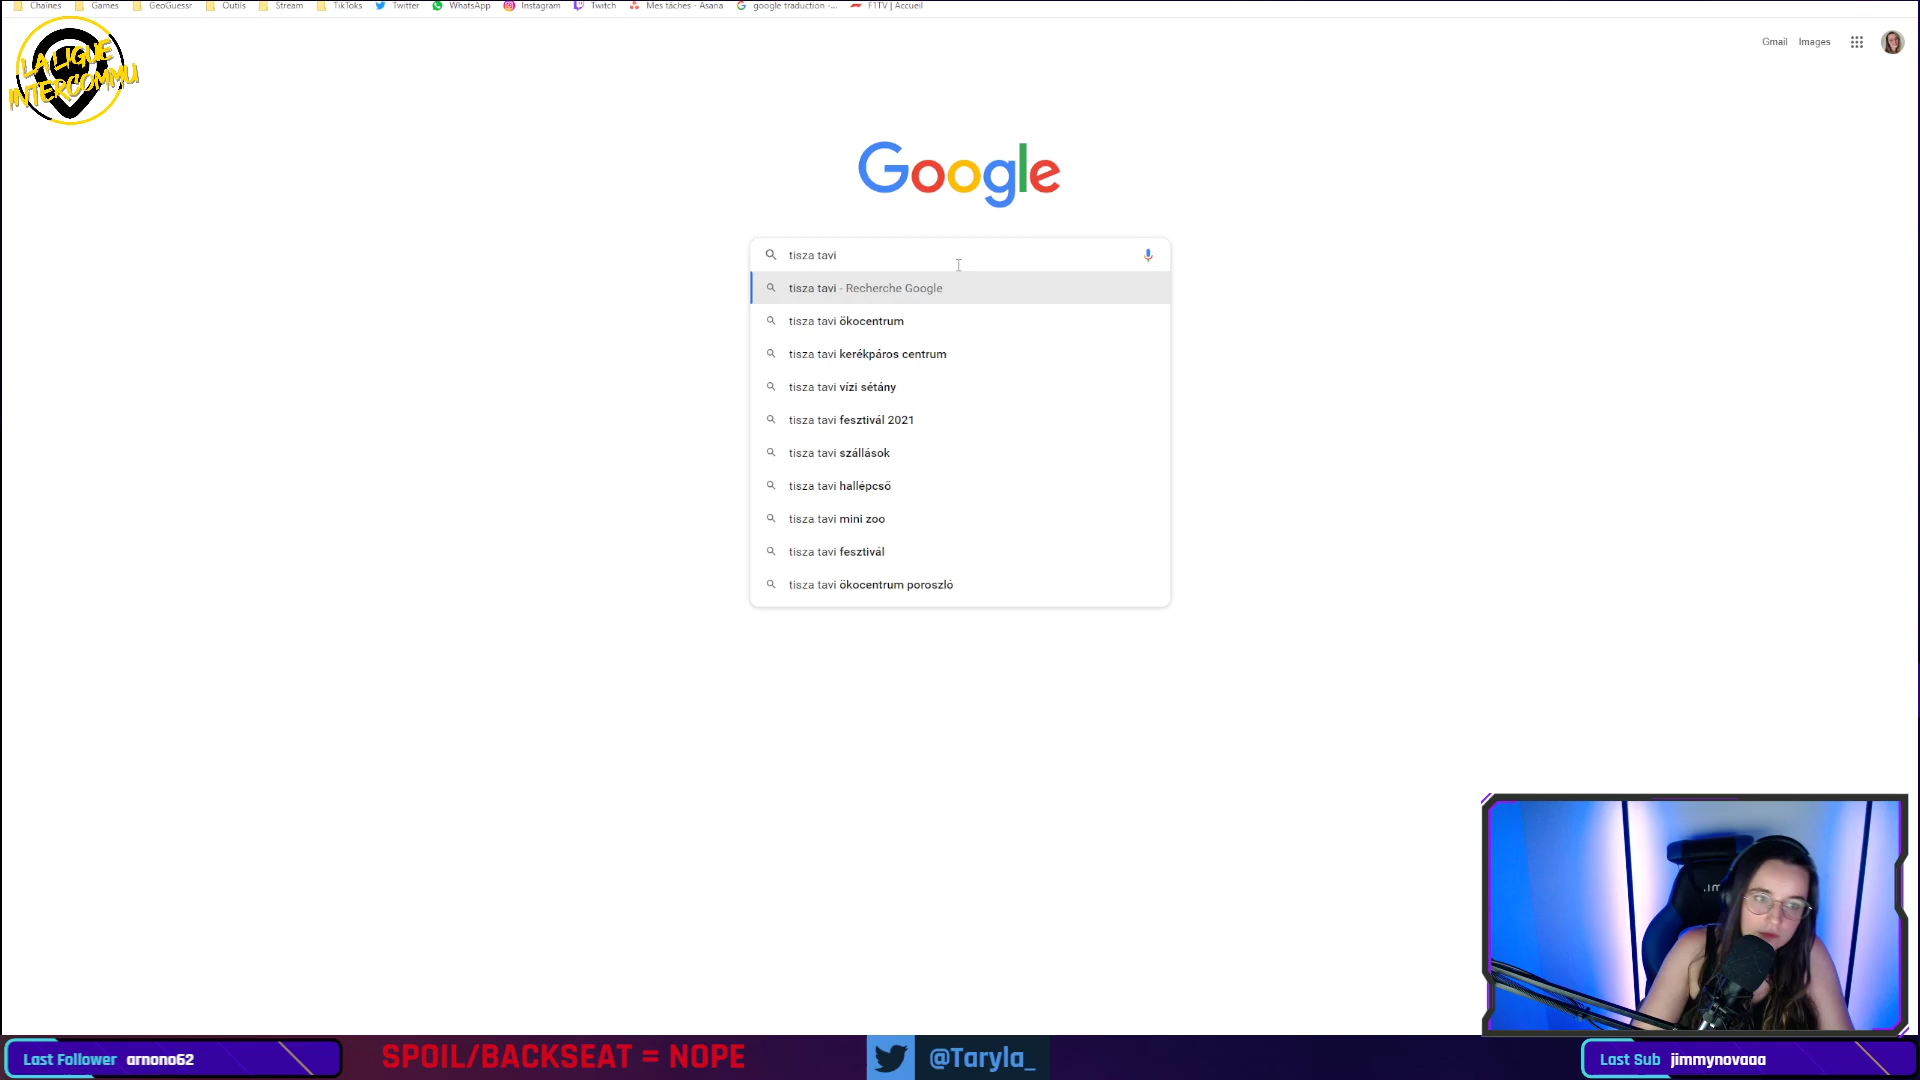 Chaînes Games GeoGuessr Outils Stream TikToks Twitter WhatsApp Instagram Twitch Mes tâches - Asana google traduction -... F1TV | Accueil
LA LIGUE
INTERCOMMU
Gmail Images
Google
tisza tavi
tisza tavi - Recherche Google
tisza tavi ökocentrum
tisza tavi kerékpáros centrum
tisza tavi vízi sétány
tisza tavi fesztivál 2021
tisza tavi szállások
tisza tavi hallépcső
tisza tavi mini zoo
tisza tavi fesztivál
tisza tavi ökocentrum poroszló
Last Follower arnono62
SPOIL/BACKSEAT = NOPE
@Taryla_
Last Sub jimmynovaaa